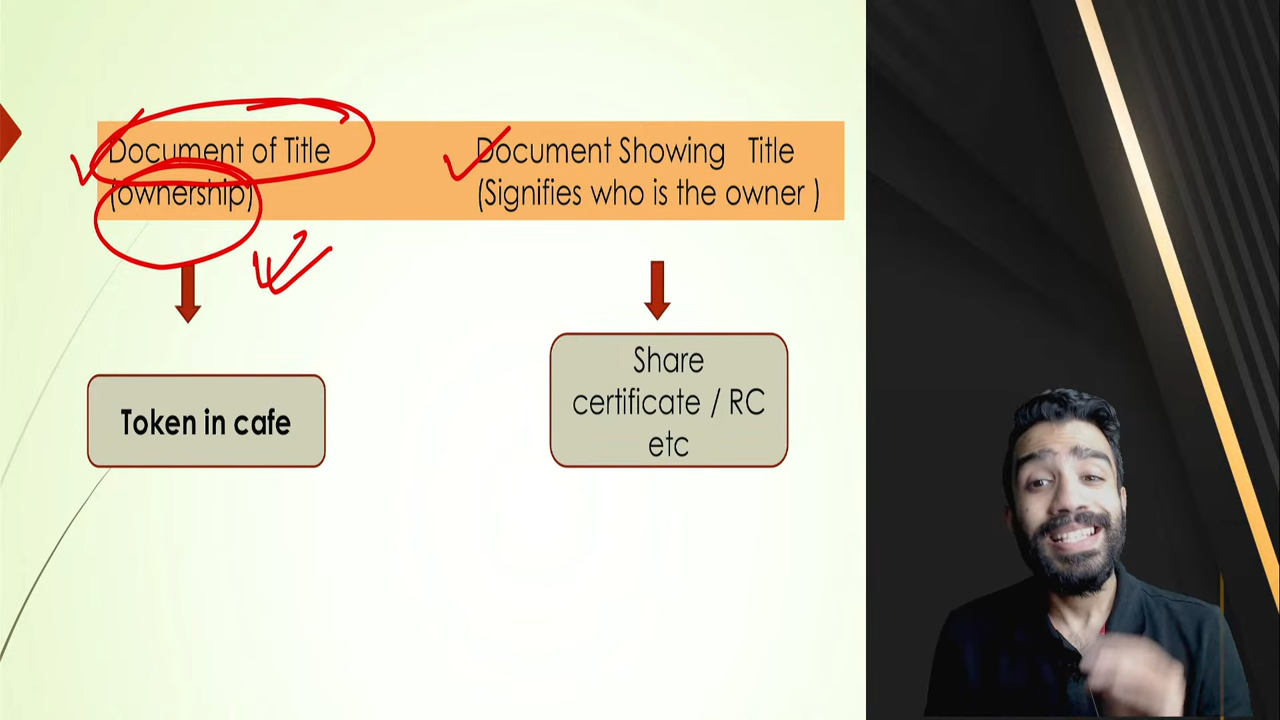 Document of Title
(ownership)
Document Showing Title
(Signifies who is the owner )
Token in cafe
Share
certificate / RC
etc